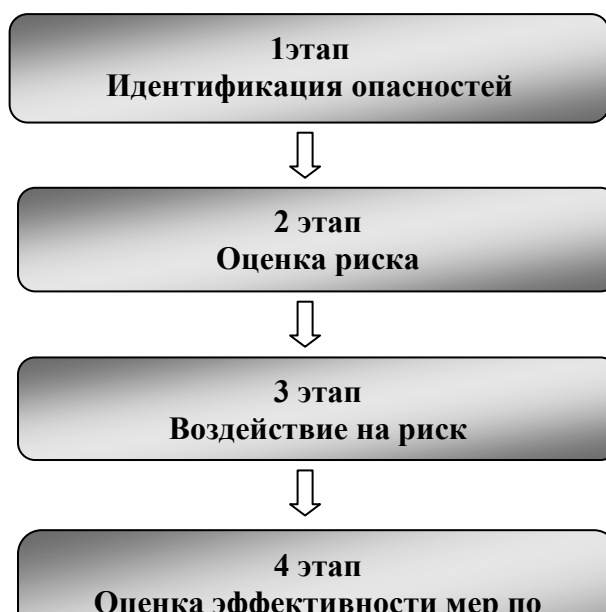 1этап
Идентификация опасностей
2 этап
Оценка риска
3 этап
Воздействие на риск
4 этап
Оценка эффективности мер по